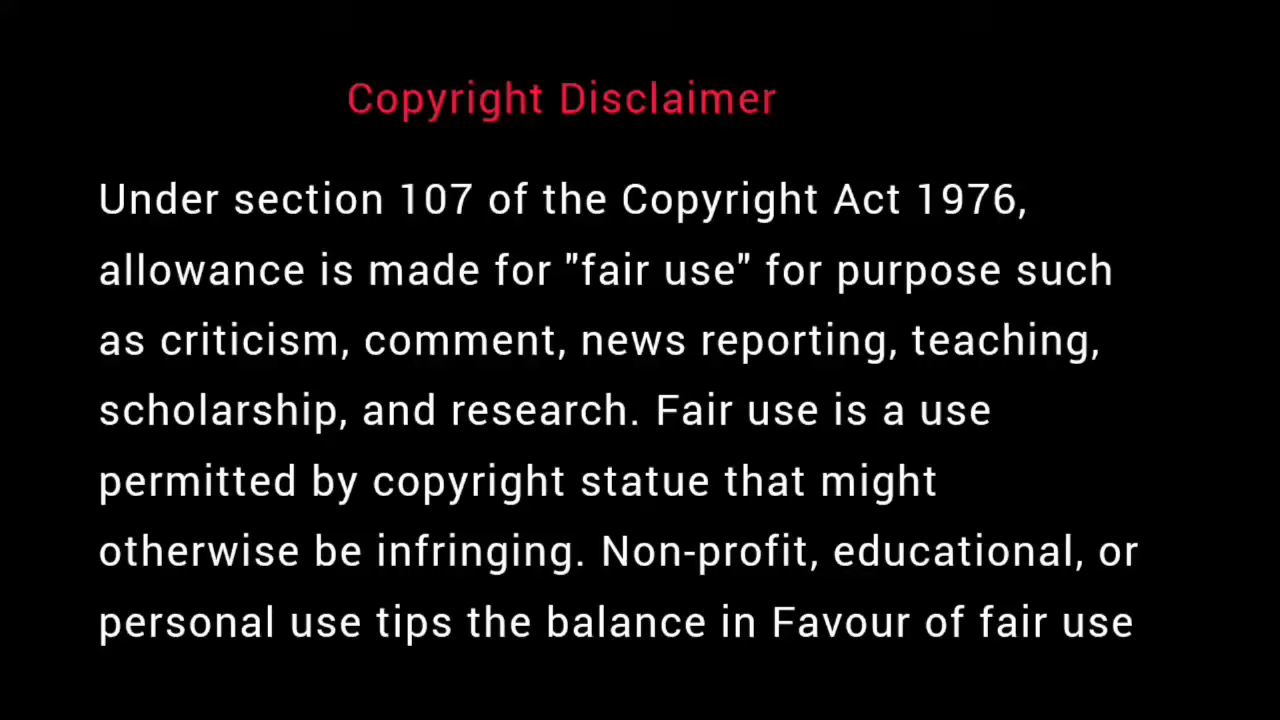 Copyright Disclaimer
Under section 107 of the Copyright Act 1976,
allowance is made for "fair use" for purpose such
as criticism, comment, news reporting, teaching,
scholarship, and research. Fair use is a use
permitted by copyright statue that might
otherwise be infringing. Non-profit, educational, or
personal use tips the balance in Favour of fair use